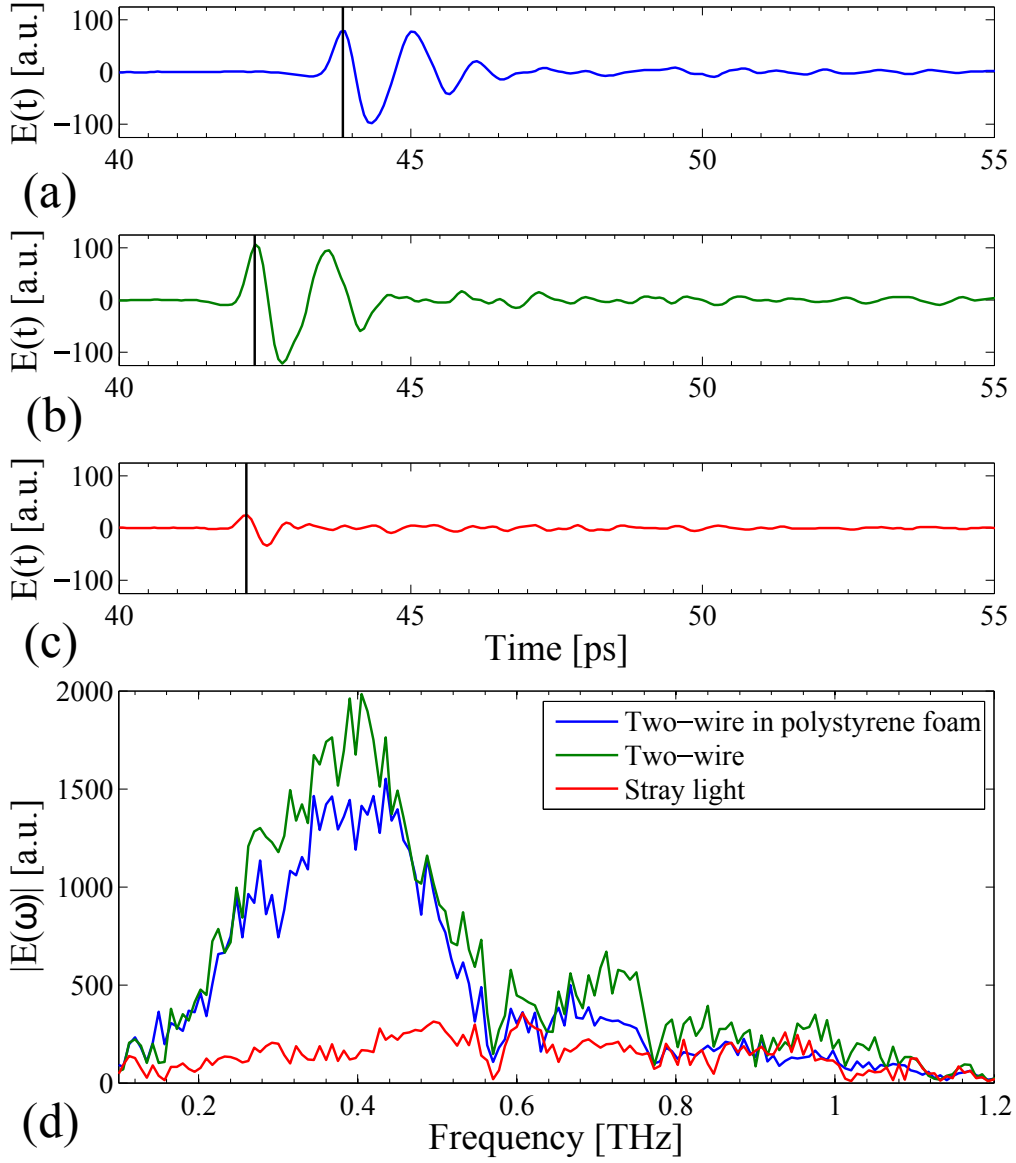 E(t) [a.u.]
100
0
−100
40
45
50
55
(a)
E(t) [a.u.]
100
0
−100
40
45
50
55
(b)
E(t) [a.u.]
100
0
−100
40
45
50
55
(c)
Time [ps]
|E(ω)| [a.u.]
2000
1500
1000
500
0
Two−wire in polystyrene foam
Two−wire
Stray light
0.2
0.4
0.6
0.8
1
1.2
(d)
Frequency [THz]